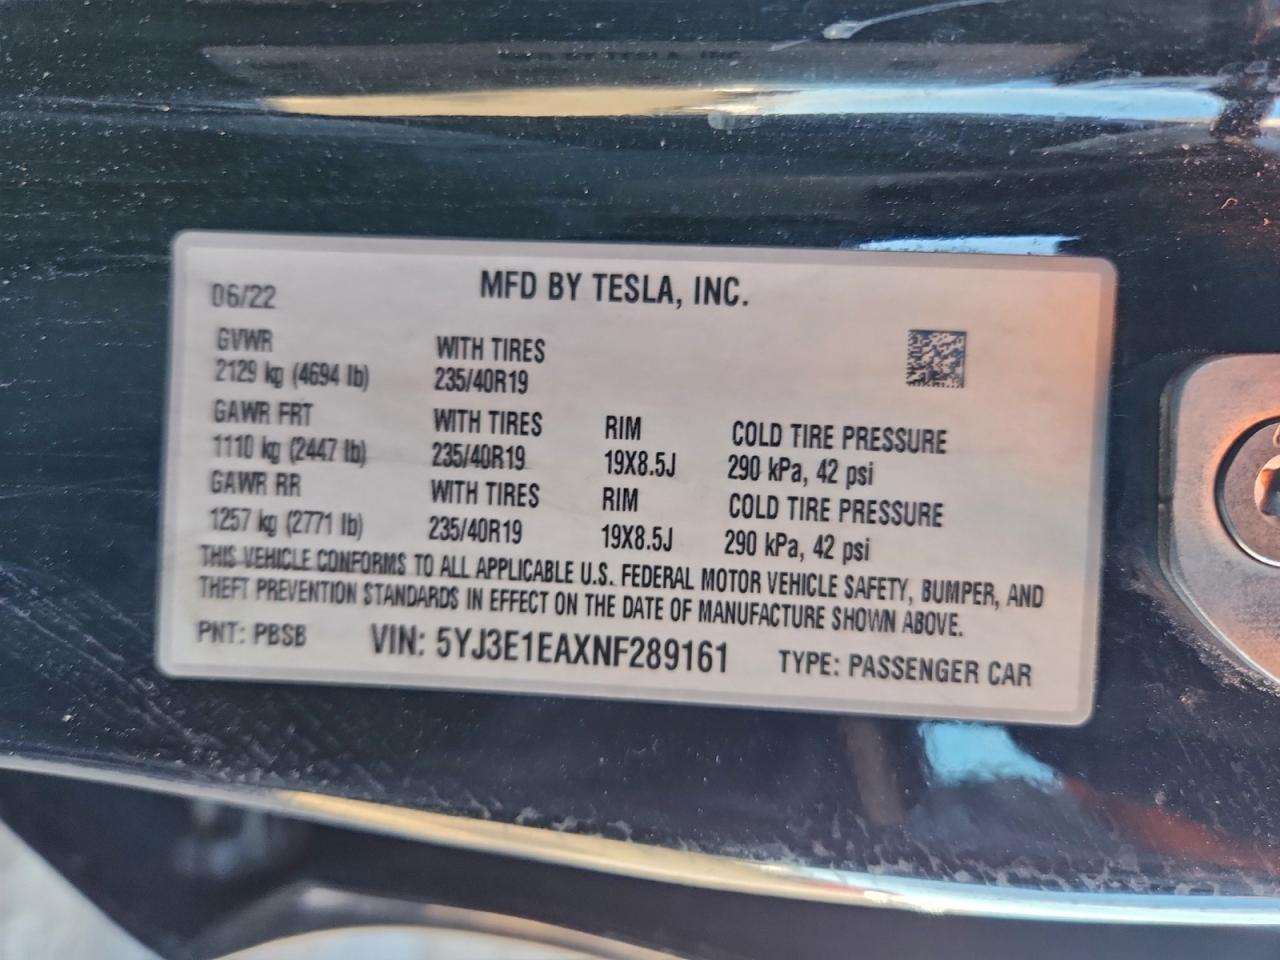 06/22 MFD BY TESLA, INC.
GVWR WITH TIRES
2129 kg (4694 lb) 235/40R19
GAWR FRT WITH TIRES RIM COLD TIRE PRESSURE
1110 kg (2447 lb) 235/40R19 19X8.5J 290 kPa, 42 psi
GAWR RR WITH TIRES RIM COLD TIRE PRESSURE
1257 kg (2771 lb) 235/40R19 19X8.5J 290 kPa, 42 psi
THIS VEHICLE CONFORMS TO ALL APPLICABLE U.S. FEDERAL MOTOR VEHICLE SAFETY, BUMPER, AND
THEFT PREVENTION STANDARDS IN EFFECT ON THE DATE OF MANUFACTURE SHOWN ABOVE.
PNT: PBSB VIN: 5YJ3E1EAXNF289161 TYPE: PASSENGER CAR